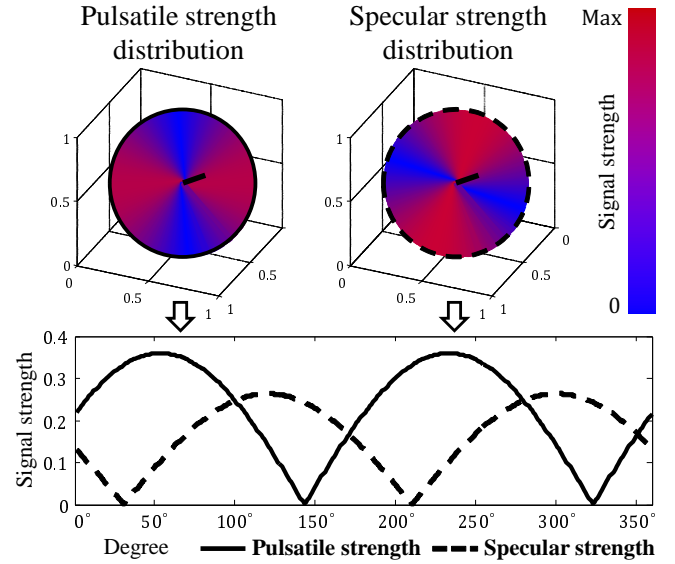 Pulsatile strength
distribution
Specular strength
distribution
Max
Signal strength
0
1
0.5
0
0.5
1
1
0.5
1
0.5
0
0.5
1
1
0.5
0
0.4
0.3
0.2
0.1
0
Signal strength
0° 50° 100° 150° 200° 250° 300° 350°
Degree Pulsatile strength Specular strength